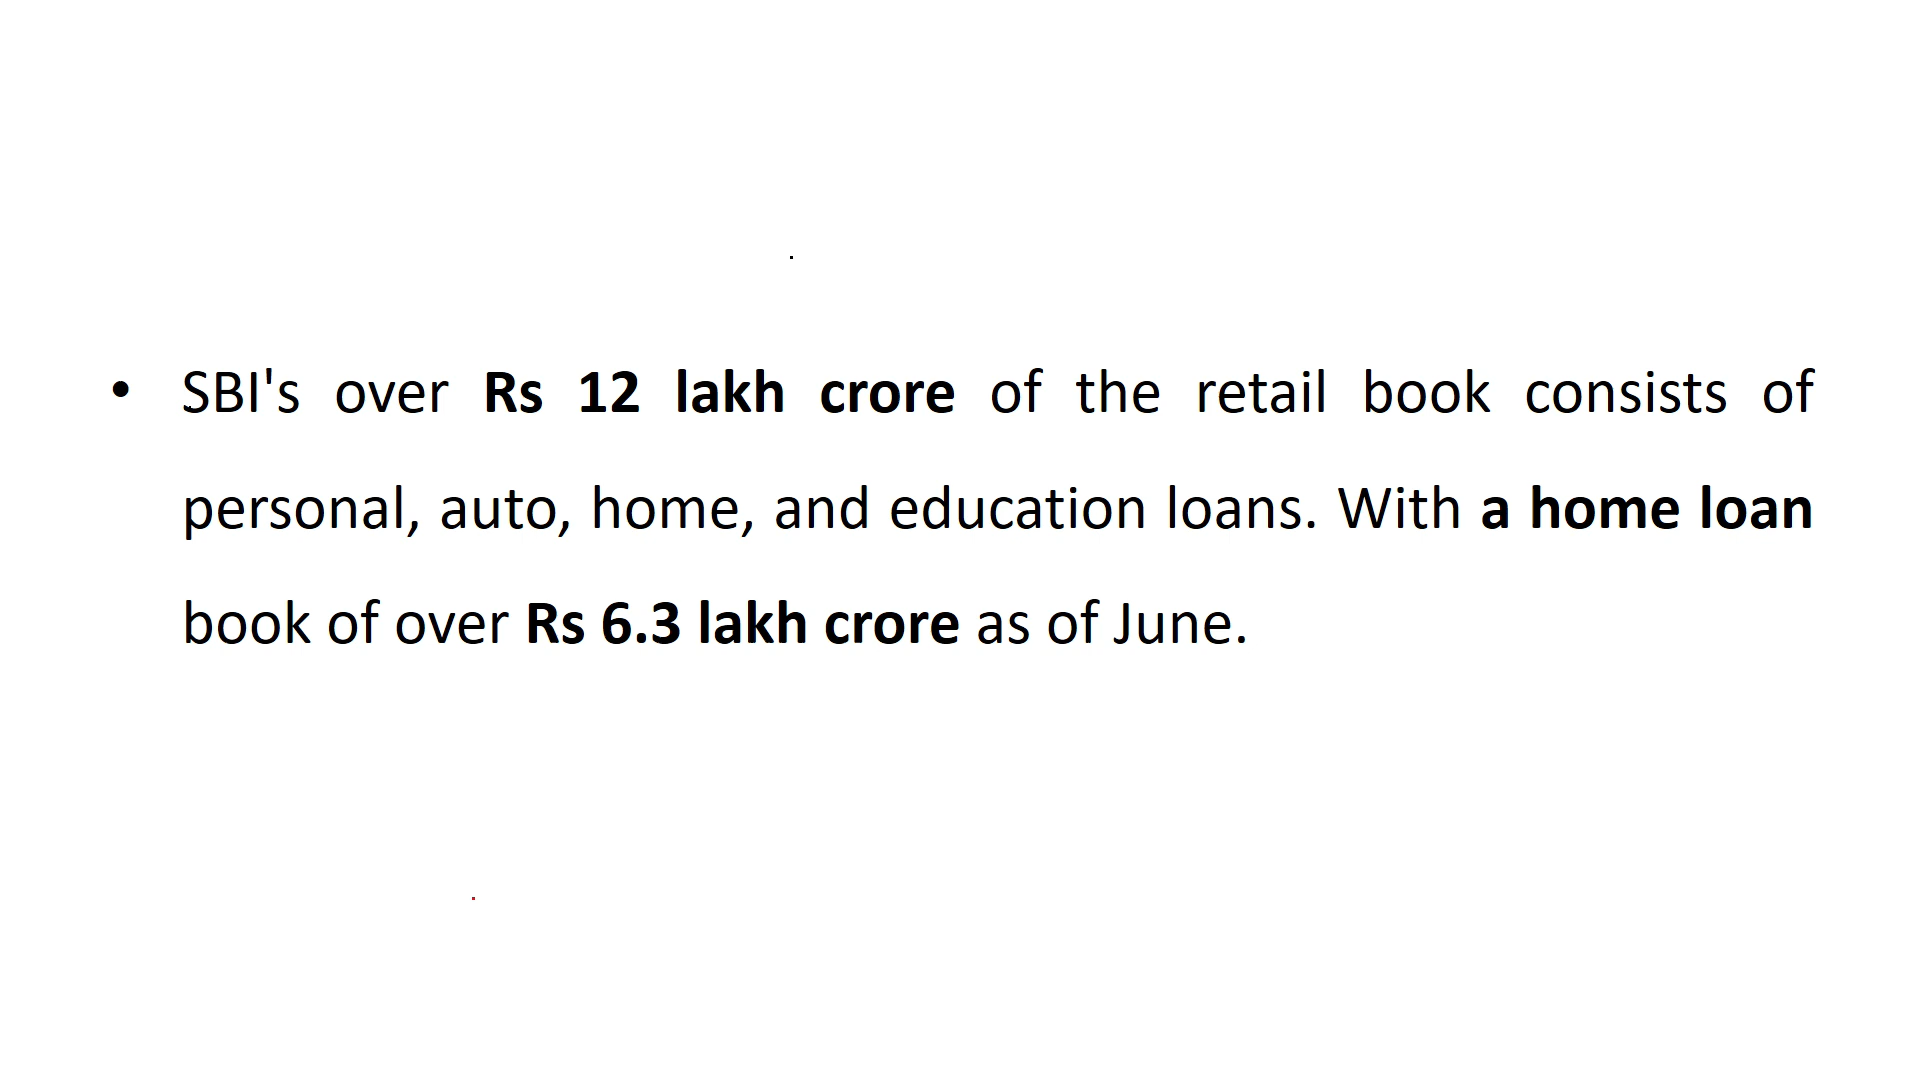 • SBI's over Rs 12 lakh crore of the retail book consists of
personal, auto, home, and education loans. With a home loan
book of over Rs 6.3 lakh crore as of June.